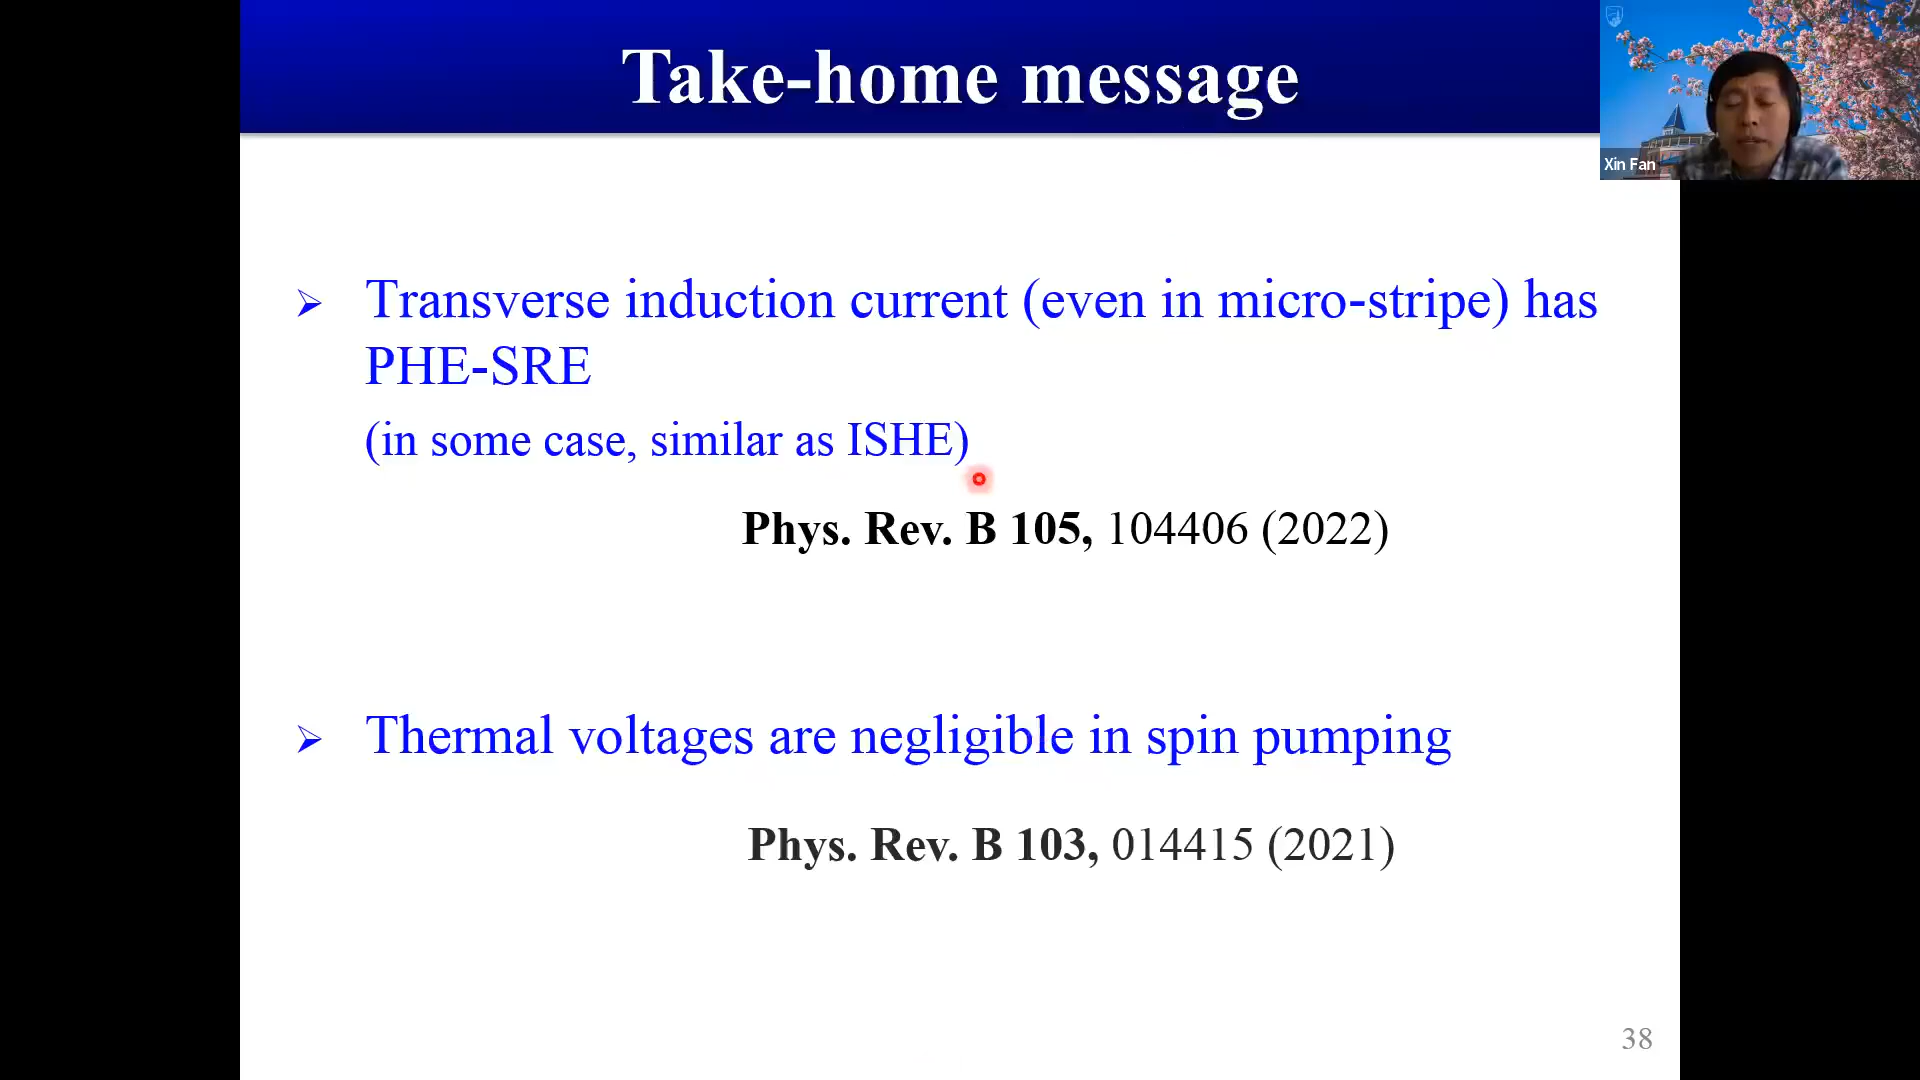 Take-home message
Xin Fan
➢ Transverse induction current (even in micro-stripe) has
PHE-SRE
(in some case, similar as ISHE)
Phys. Rev. B 105, 104406 (2022)
➢ Thermal voltages are negligible in spin pumping
Phys. Rev. B 103, 014415 (2021)
38